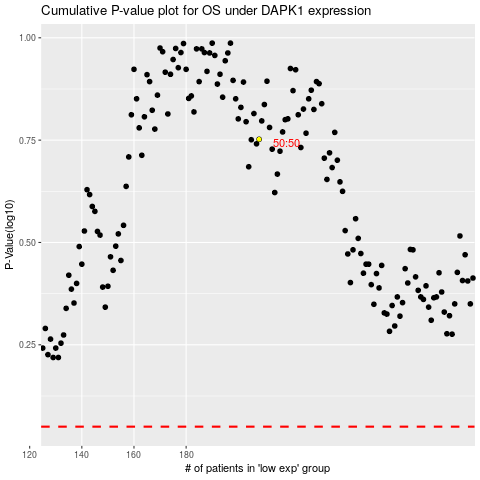 Cumulative P-value plot for OS under DAPK1 expression
P-Value(log10)
1.00
0.75
0.50
0.25
50:50
120 140 160 180
# of patients in 'low exp' group